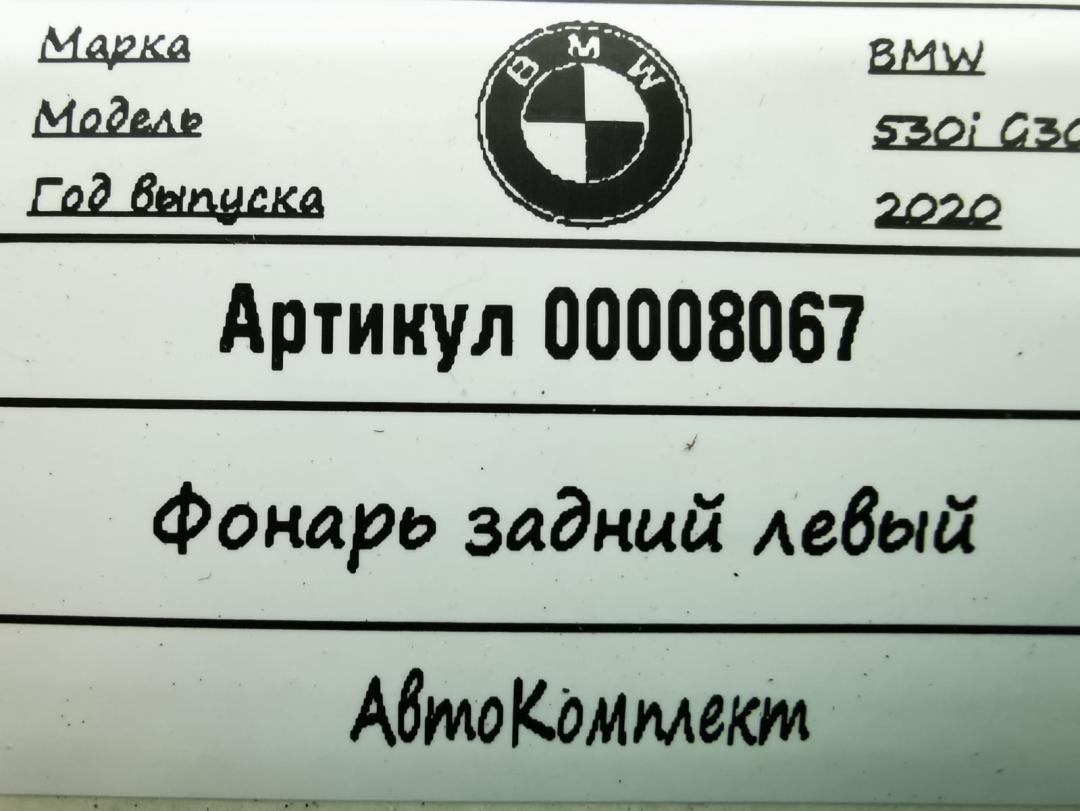 Марка BMW
Модель 530i G30
Год выпуска 2020
BMW
Артикул 00008067
Фонарь задний левый
АвтоКомплект